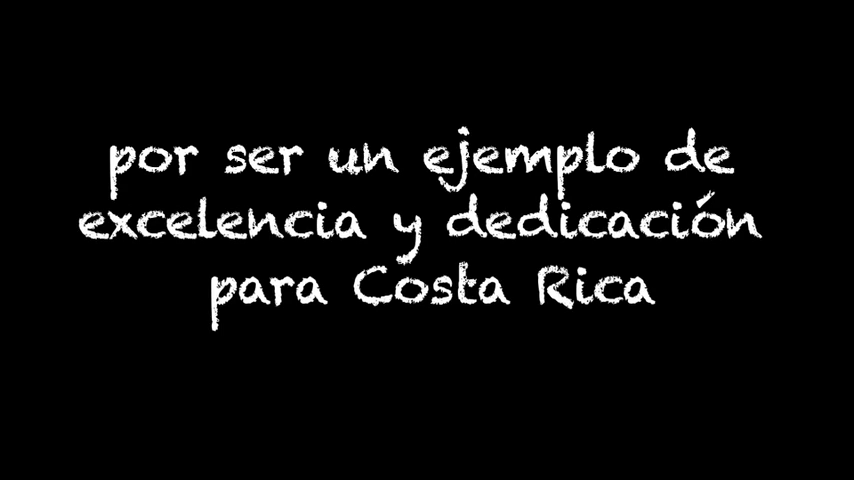 por ser un ejemplo de
excelencia y dedicación
para Costa Rica